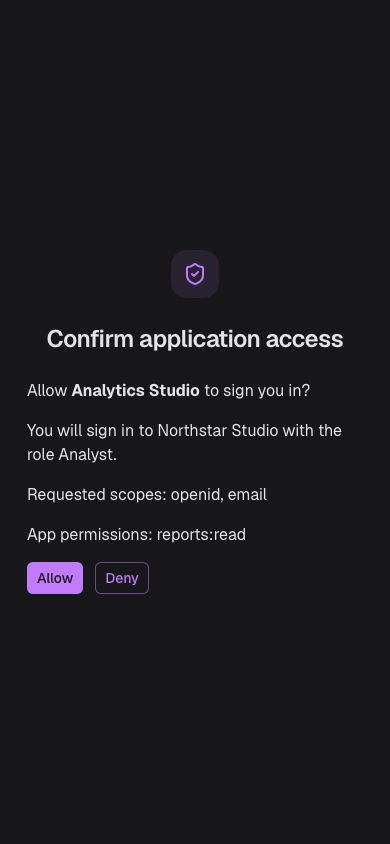 Confirm application access
Allow Analytics Studio to sign you in?
You will sign in to Northstar Studio with the
role Analyst.
Requested scopes: openid, email
App permissions: reports:read
Allow
Deny